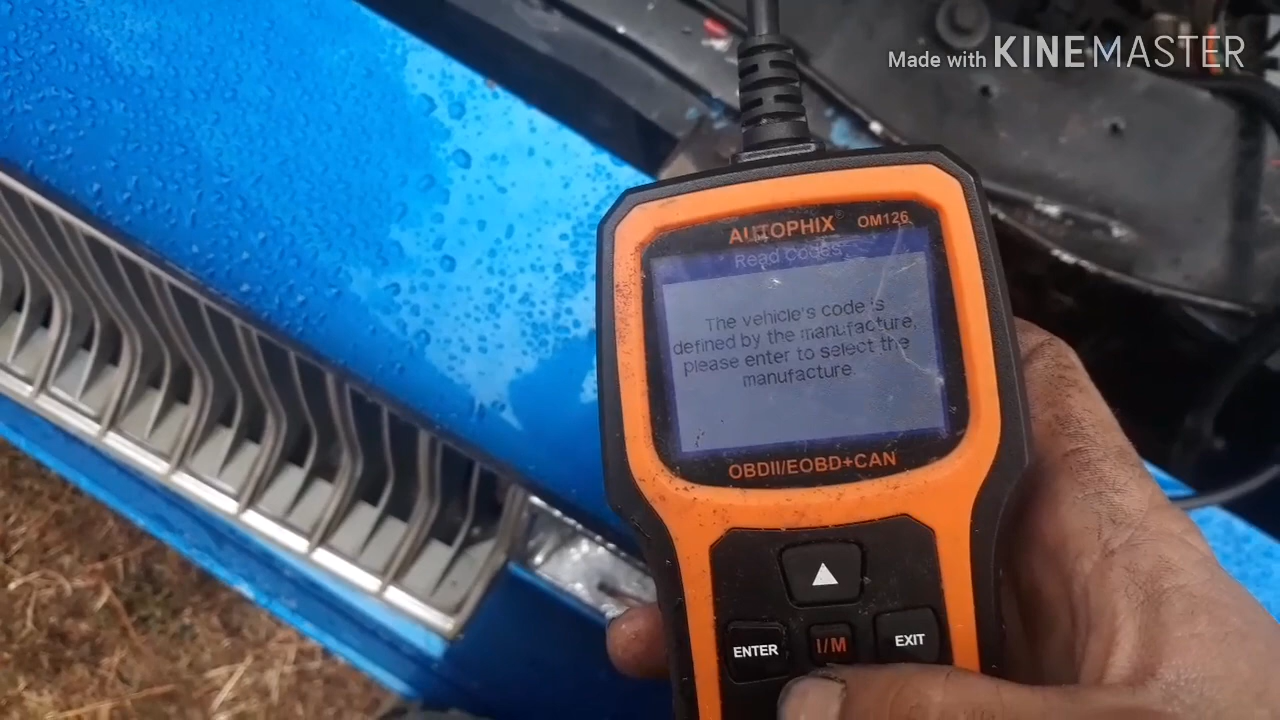 Made with KINEMASTER
AUTOPHIX® OM126
Read Codes
The vehicle's code is
defined by the manufacture,
please enter to select the
manufacture.
OBDII/EOBD+CAN
ENTER I/M EXIT